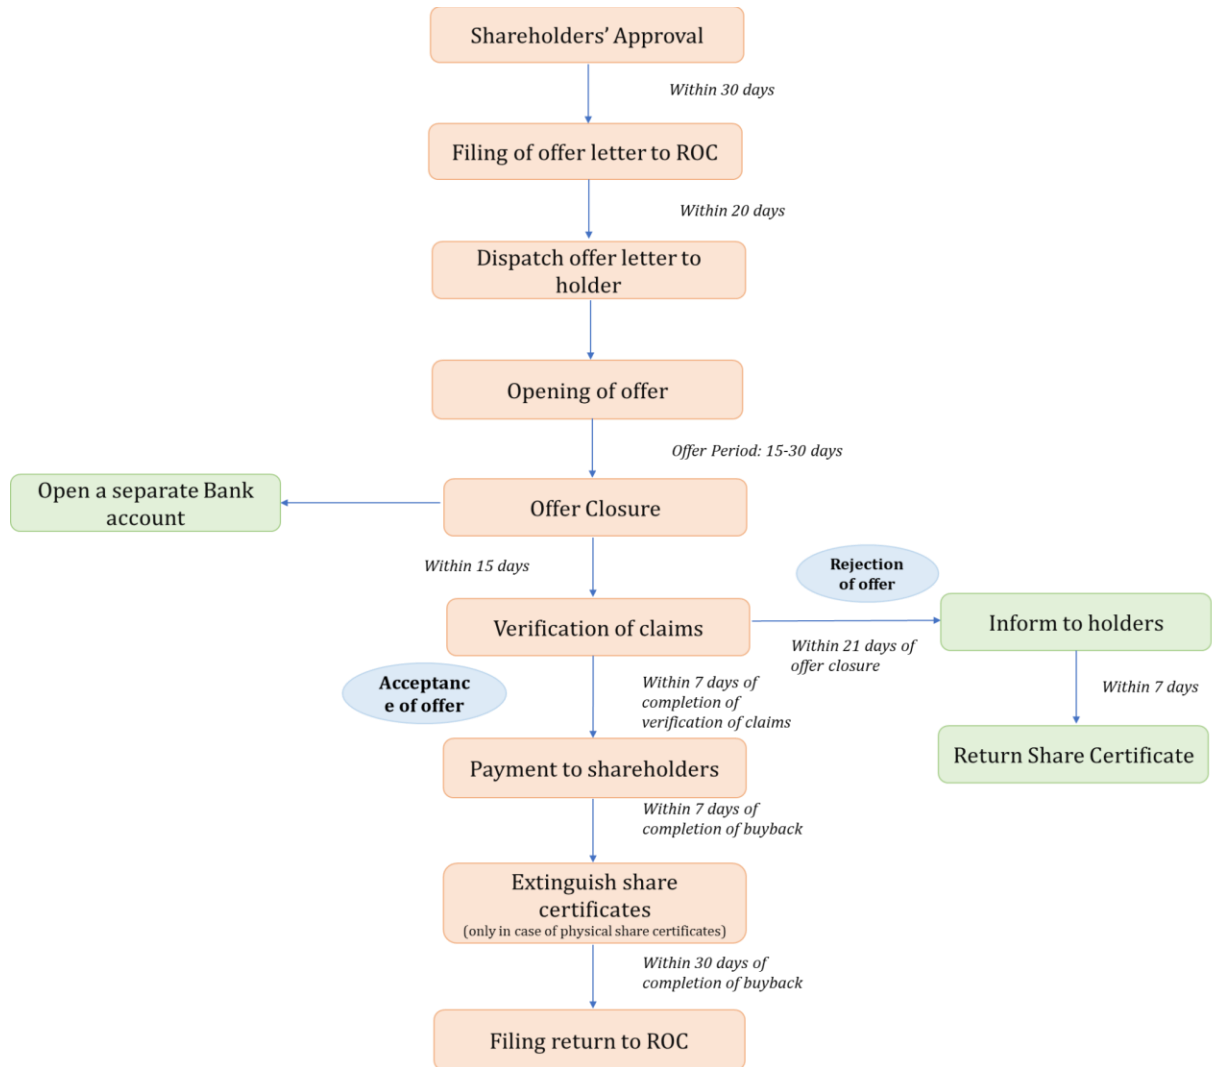 Shareholders’ Approval
Within 30 days
Filing of offer letter to ROC
Within 20 days
Dispatch offer letter to
holder
Opening of offer
Offer Period: 15-30 days
Open a separate Bank
account
Offer Closure
Within 15 days
Rejection
of offer
Verification of claims
Within 21 days of
offer closure
Inform to holders
Acceptanc
e of offer
Within 7 days of
completion of
verification of claims
Within 7 days
Payment to shareholders
Return Share Certificate
Within 7 days of
completion of buyback
Extinguish share
certificates
(only in case of physical share certificates)
Within 30 days of
completion of buyback
Filing return to ROC